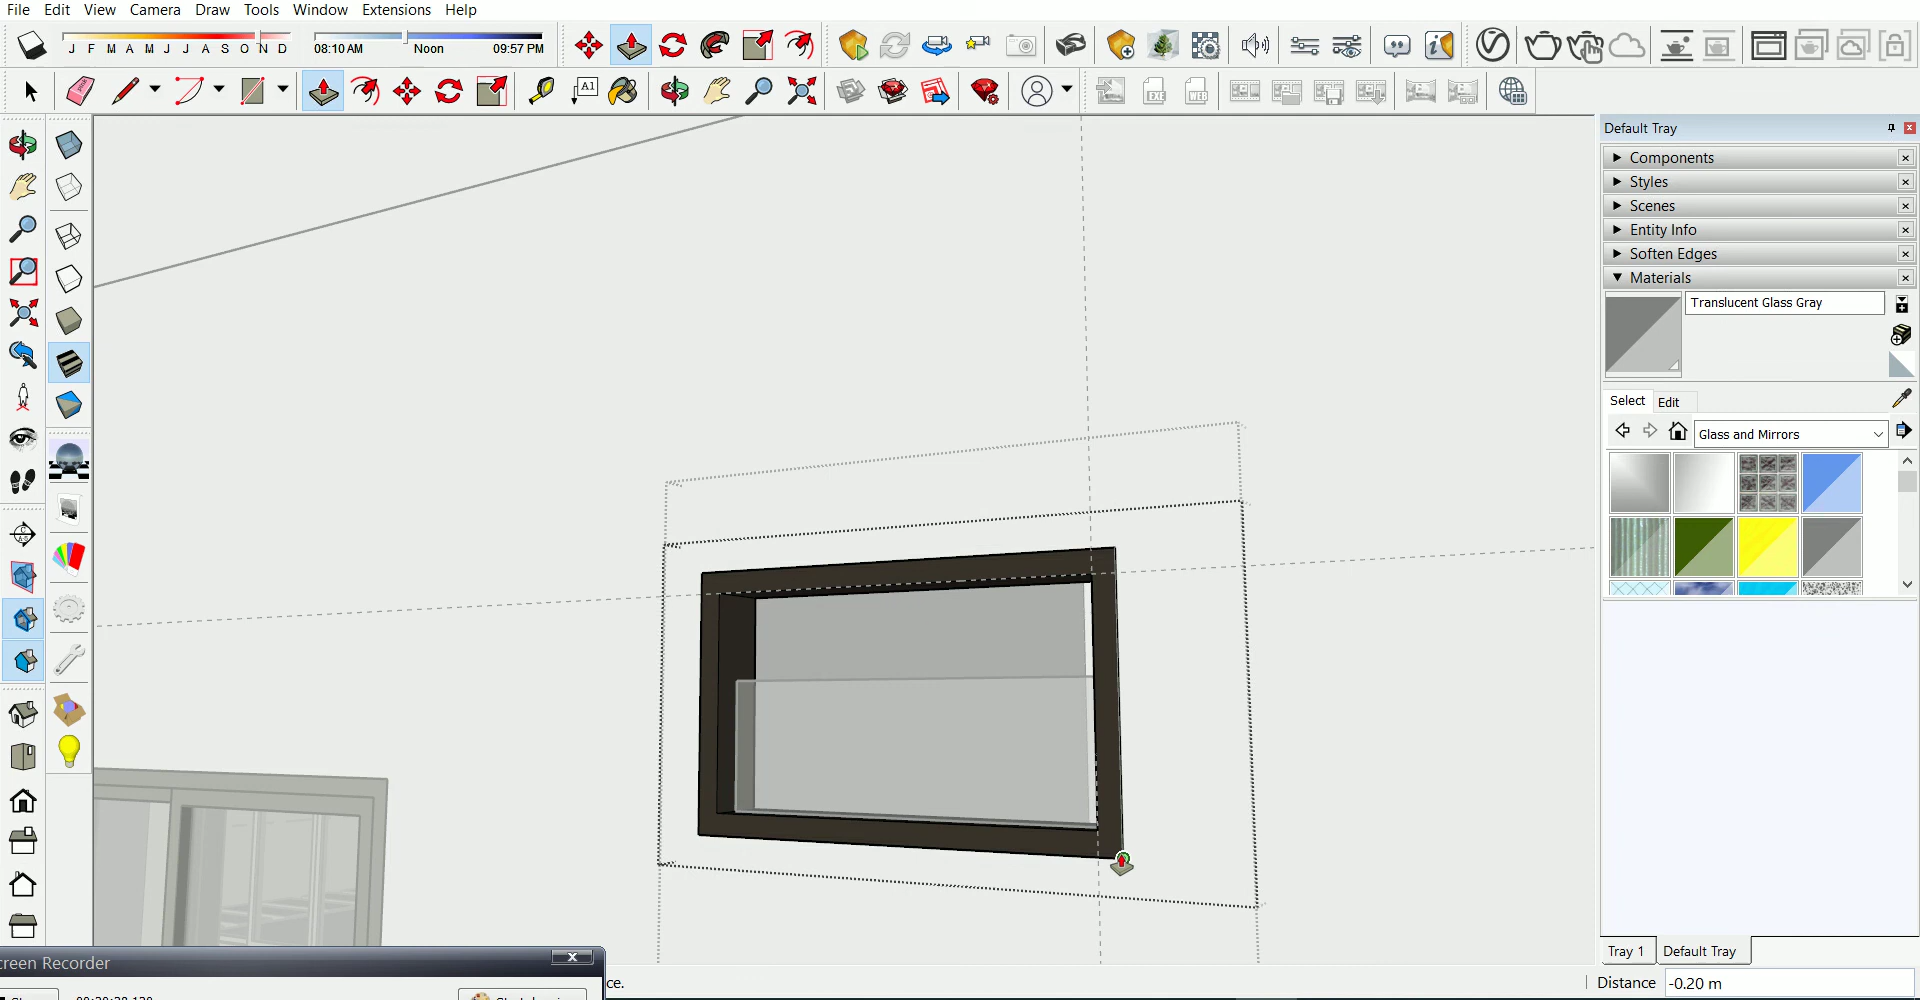 File Edit View Camera Draw Tools Window Extensions Help
J F M A M J J A S O N D
08:10 AM Noon 09:57 PM
A1
Default Tray
Components
Styles
Scenes
Entity Info
Soften Edges
Materials
Translucent Glass Gray
Select Edit
Glass and Mirrors
Tray 1 Default Tray
creen Recorder
ce.
Distance -0.20 m